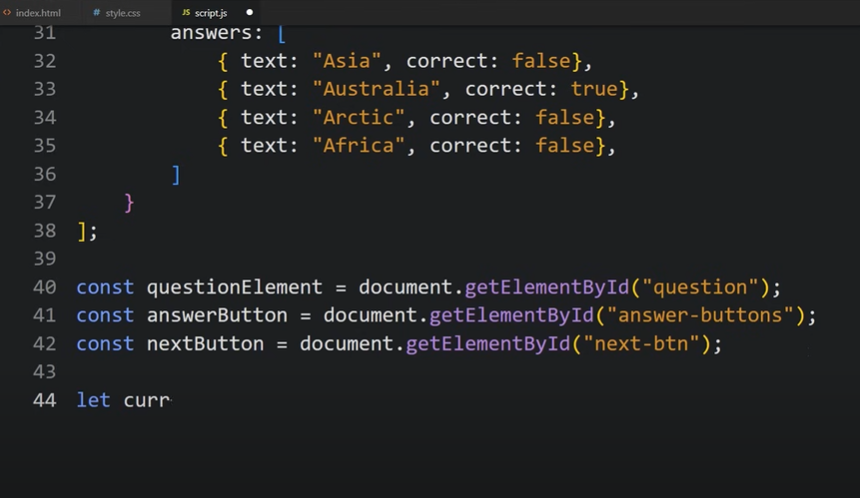 index.html
# style.css
JS script.js
31 answers: [
32 { text: "Asia", correct: false},
33 { text: "Australia", correct: true},
34 { text: "Arctic", correct: false},
35 { text: "Africa", correct: false},
36 ]
37 }
38 ];
39
40 const questionElement = document.getElementById("question");
41 const answerButton = document.getElementById("answer-buttons");
42 const nextButton = document.getElementById("next-btn");
43
44 let curr